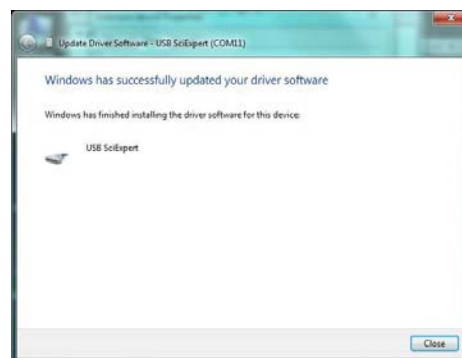 Update Driver Software - USB SciExpert (COM11)
Windows has successfully updated your driver software
Windows has finished installing the driver software for this device:
USB SciExpert
Close